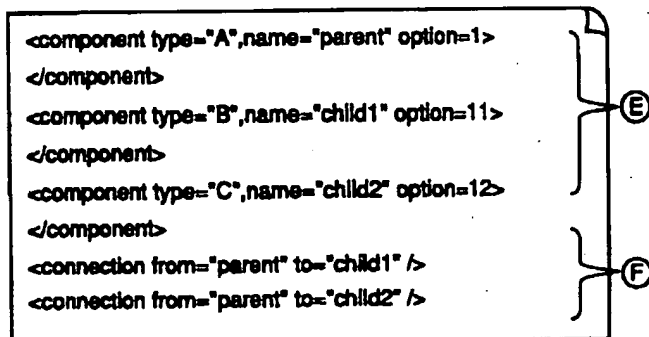 <component type="A",name="parent" option=1>
</component>
<component type="B",name="child1" option=11>
</component>
<component type="C",name="child2" option=12>
</component>
<connection from="parent" to="child1" />
<connection from="parent" to="child2" />
E
F